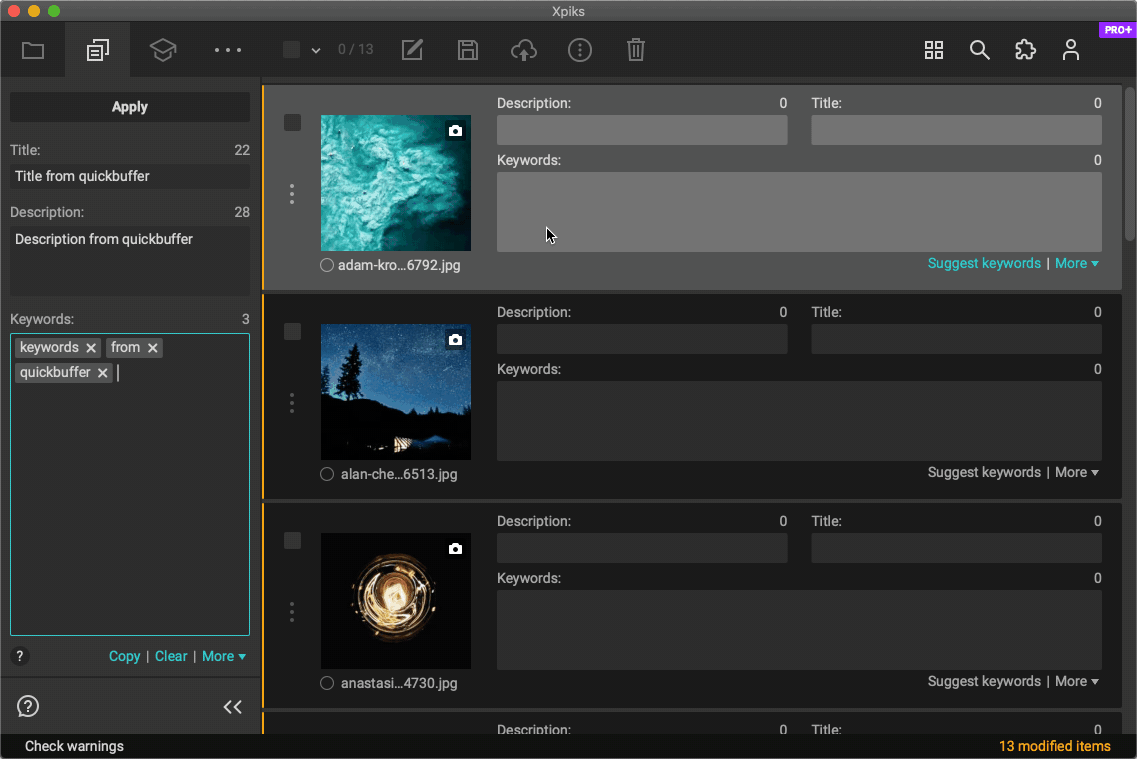 Xpiks
PRO+
0 / 13
Apply
Title: 22
Title from quickbuffer
Description: 28
Description from quickbuffer
Keywords: 3
keywords from
quickbuffer
? Copy | Clear | More
?
Description: 0 Title: 0
Keywords: 0
adam-kro...6792.jpg
Suggest keywords | More
Description: 0 Title: 0
Keywords: 0
alan-che...6513.jpg
Suggest keywords | More
Description: 0 Title: 0
Keywords: 0
anastasi...4730.jpg
Suggest keywords | More
Description: 0 Title: 0
Check warnings
13 modified items